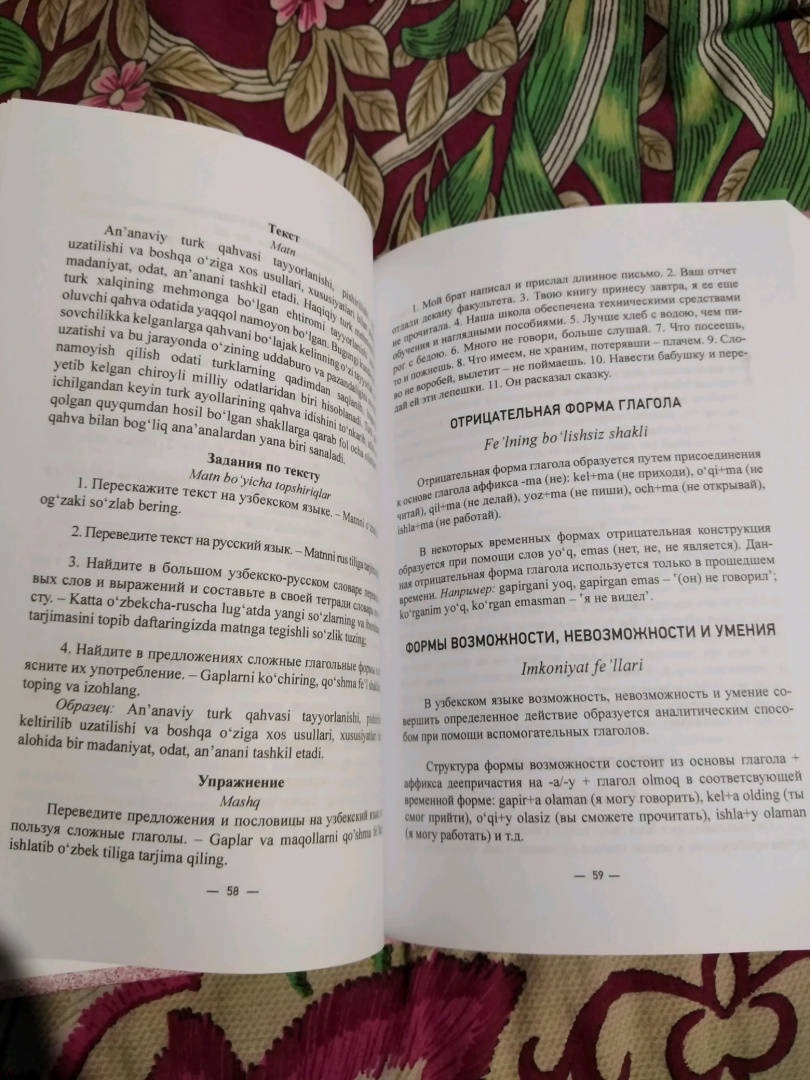 Текст
Matn
An’anaviy turk qahvasi tayyorlanishi,
uzatilishi va boshqa o‘ziga xos usullari, xususiyatlari
madaniyat, odat, an’anani tashkil etadi. Haqiqiy turk
turk xalqining mehmonga bo‘lgan ehtiromi
oluvchi qahva odatida yaqqol namoyon bo‘lgan. Bugungi
sovchilikka kelganlarga qahvani bo‘lajak kelinning o‘zi
uzatishi va bu jarayonda o‘zining uddaburo va pazandaligini
namoyish qilish odati turklarning qadimdan saqlanib
yetib kelgan chiroyli milliy odatlaridan biri hisoblanadi.
ichilgandan keyin turk ayollarining qahva idishini to‘nkarib,
qolgan quyqumdan hosil bo‘lgan shakllarga qarab fol ocha
qahva bilan bog‘liq ana’analardan yana biri sanaladi.
Задания по тексту
Matn bo‘yicha topshiriqlar
1. Перескажите текст на узбекском языке. – Matnni
og‘zaki so‘zlab bering.
2. Переведите текст на русский язык. – Matnni rus tiliga
3. Найдите в большом узбекско-русском словаре
вых слов и выражений и составьте в своей тетради словарь
сту. – Katta o‘zbekcha-ruscha lug‘atda yangi so‘zlarning va
tarjimasini topib daftaringizda matnga tegishli so‘zlik tuzing.
4. Найдите в предложениях сложные глагольные формы
ясните их употребление. – Gaplarni ko‘chiring, qo‘shma fe’l
toping va izohlang.
Образец: An’anaviy turk qahvasi tayyorlanishi,
keltirilib uzatilishi va boshqa o‘ziga xos usullari, xususiyatlari
alohida bir madaniyat, odat, an’anani tashkil etadi.
Упражнение
Mashq
Переведите предложения и пословицы на узбекский
пользуя сложные глаголы. – Gaplar va maqollarni qo‘shma
ishlatib o‘zbek tiliga tarjima qiling.
— 58 —
1. Мой брат написал и прислал длинное письмо. 2. Ваш отчет
отдали декану факультета. 3. Твою книгу принесу завтра, я ее еще
не прочитала. 4. Наша школа обеспечена техническими средствами
обучения и наглядными пособиями. 5. Лучше хлеб с водою, чем пи-
рог с бедою. 6. Много не говори, больше слушай. 7. Что посеешь,
то и пожнешь. 8. Что имеем, не храним, потерявши – плачем. 9. Сло-
во не воробей, вылетит – не поймаешь. 10. Навести бабушку и пере-
дай ей эти лепешки. 11. Он рассказал сказку.
ОТРИЦАТЕЛЬНАЯ ФОРМА ГЛАГОЛА
Fe’lning bo‘lishsiz shakli
Отрицательная форма глагола образуется путем присоединения
к основе глагола аффикса -ma (не): kel+ma (не приходи), o‘qi+ma (не
читай), qil+ma (не делай), yoz+ma (не пиши), och+ma (не открывай),
ishla+ma (не работай).
В некоторых временных формах отрицательная конструкция
образуется при помощи слов yo‘q, emas (нет, не, не является). Дан-
ная отрицательная форма глагола используется только в прошедшем
времени. Например: gapirgani yoq, gapirgan emas – ‘(он) не говорил’;
ko‘rganim yo‘q, ko‘rgan emasman – ‘я не видел’.
ФОРМЫ ВОЗМОЖНОСТИ, НЕВОЗМОЖНОСТИ И УМЕНИЯ
Imkoniyat fe’llari
В узбекском языке возможность, невозможность и умение со-
вершить определенное действие образуется аналитическим спосо-
бом при помощи вспомогательных глаголов.
Структура формы возможности состоит из основы глагола +
аффикса деепричастия на -a/-y + глагол olmoq в соответсвующей
временной форме: gapir+a olaman (я могу говорить), kel+a olding (ты
смог прийти), o‘qi+y olasiz (вы сможете прочитать), ishla+y olaman
(я могу работать) и т.д.
— 59 —